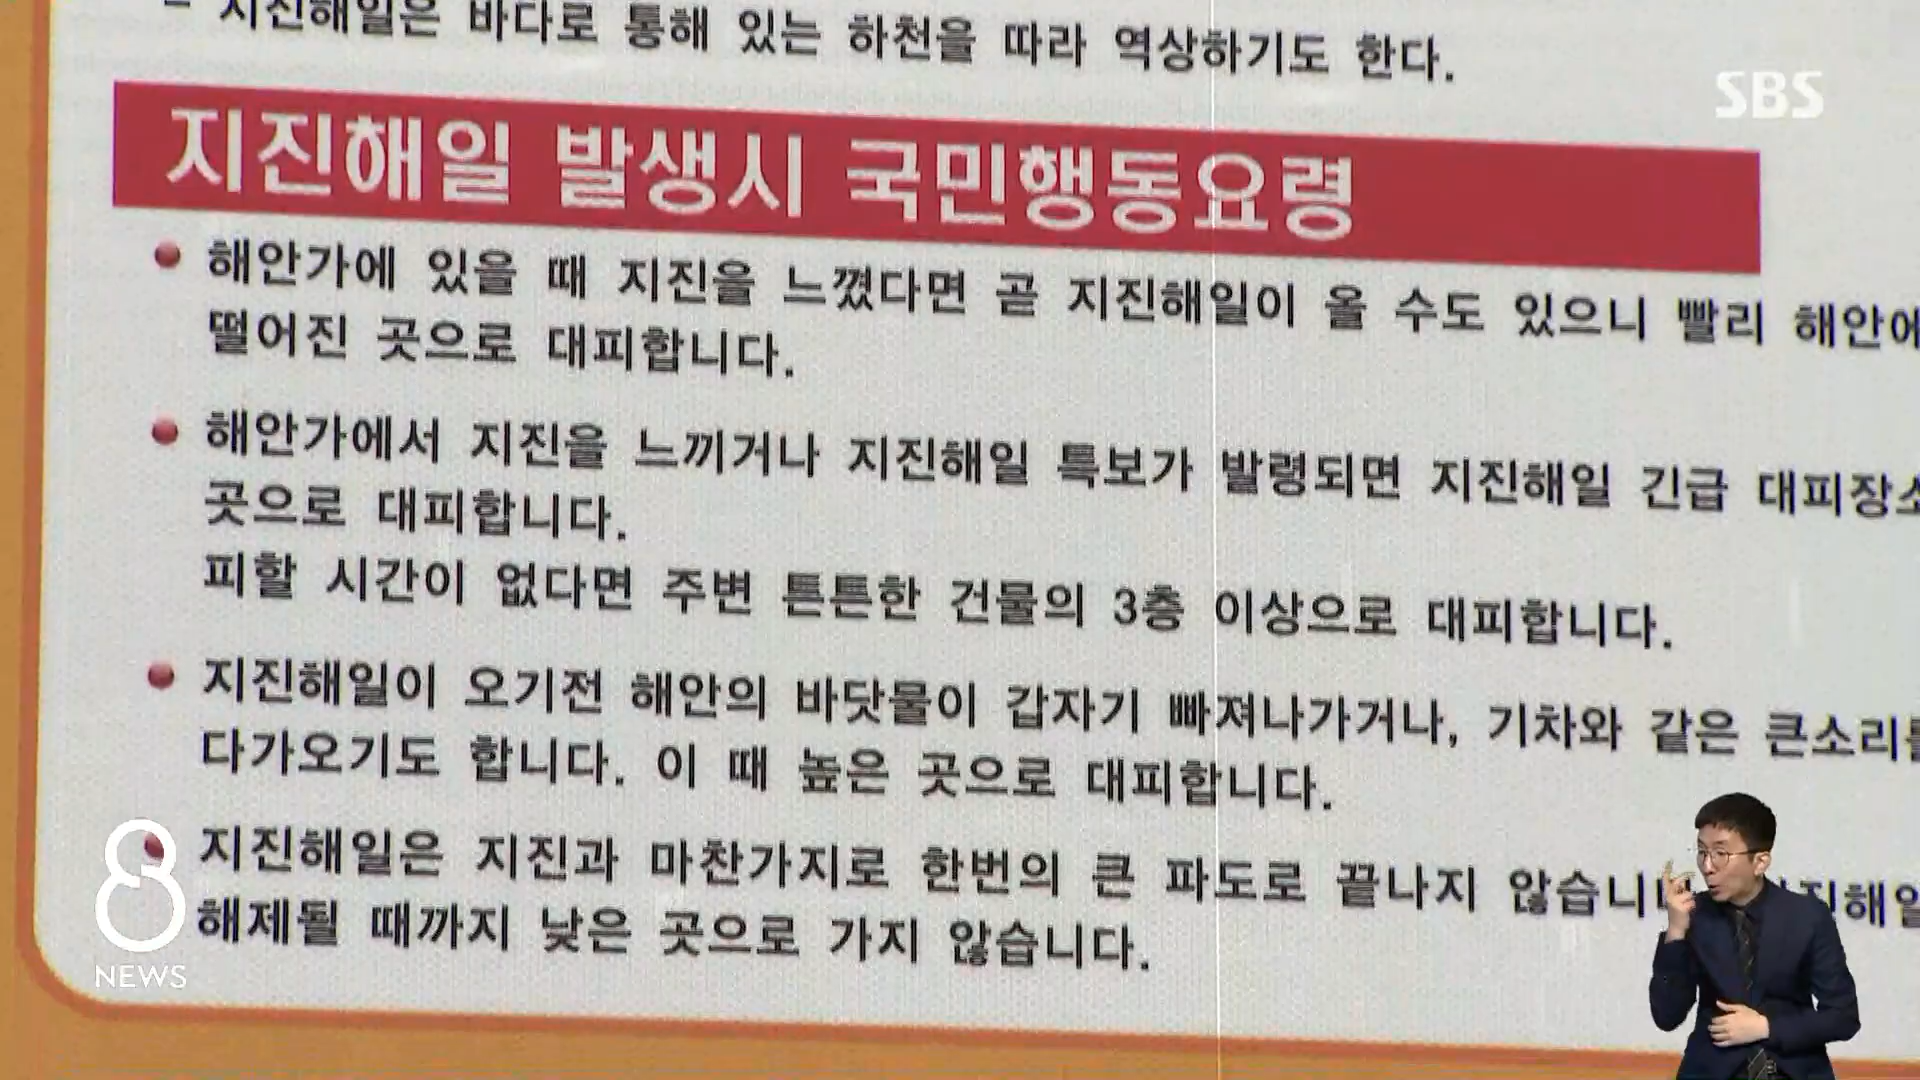 지진해일은 바다로 통해 있는 하천을 따라 역상하기도 한다.
SBS
지진해일 발생시 국민행동요령
해안가에 있을 때 지진을 느꼈다면 곧 지진해일이 올 수도 있으니 빨리 해안에
떨어진 곳으로 대피합니다.
해안가에서 지진을 느끼거나 지진해일 특보가 발령되면 지진해일 긴급 대피장소
곳으로 대피합니다.
피할 시간이 없다면 주변 튼튼한 건물의 3층 이상으로 대피합니다.
지진해일이 오기전 해안의 바닷물이 갑자기 빠져나가거나, 기차와 같은 큰소리를
다가오기도 합니다. 이 때 높은 곳으로 대피합니다.
지진해일은 지진과 마찬가지로 한번의 큰 파도로 끝나지 않습니다
해제될 때까지 낮은 곳으로 가지 않습니다.
8
NEWS